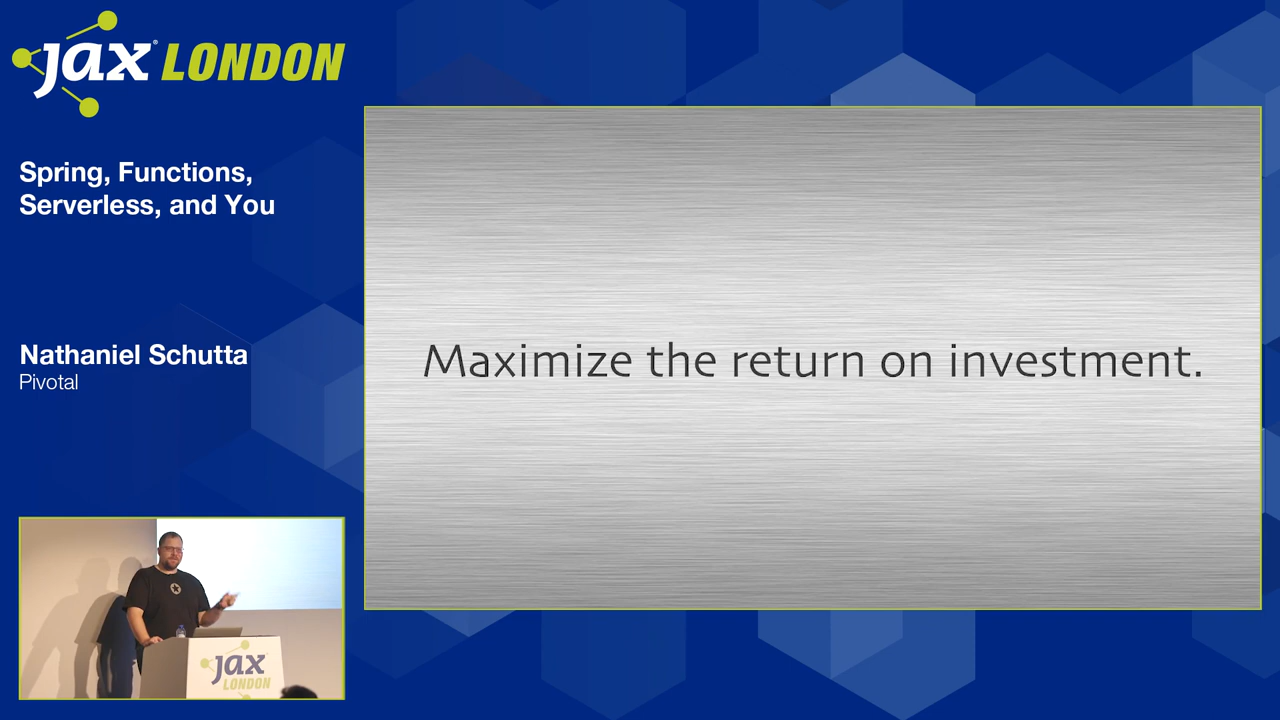 jax LONDON
Spring, Functions,
Serverless, and You
Nathaniel Schutta
Pivotal
Maximize the return on investment.
jax
LONDON